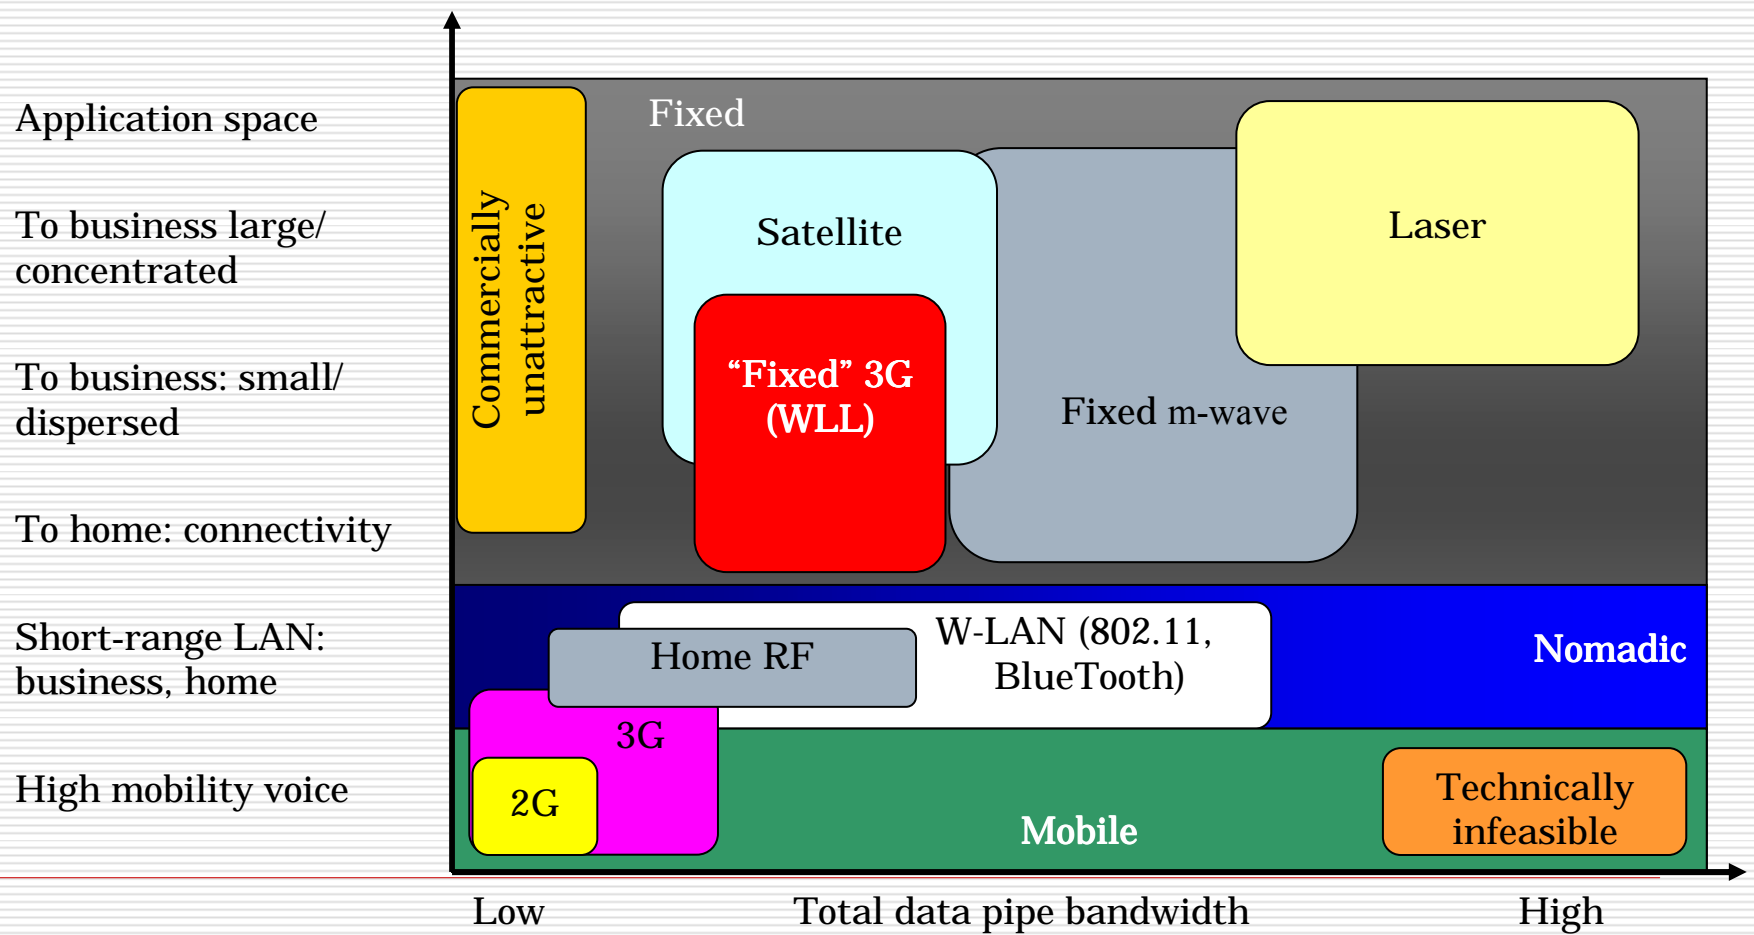 Application space
To business large/
concentrated
To business: small/
dispersed
To home: connectivity
Short-range LAN:
business, home
High mobility voice
Fixed
Commercially
unattractive
Satellite
Laser
“Fixed” 3G
(WLL)
Fixed m-wave
W-LAN (802.11,
BlueTooth)
Home RF
Nomadic
3G
2G
Mobile
Technically
infeasible
Low
Total data pipe bandwidth
High